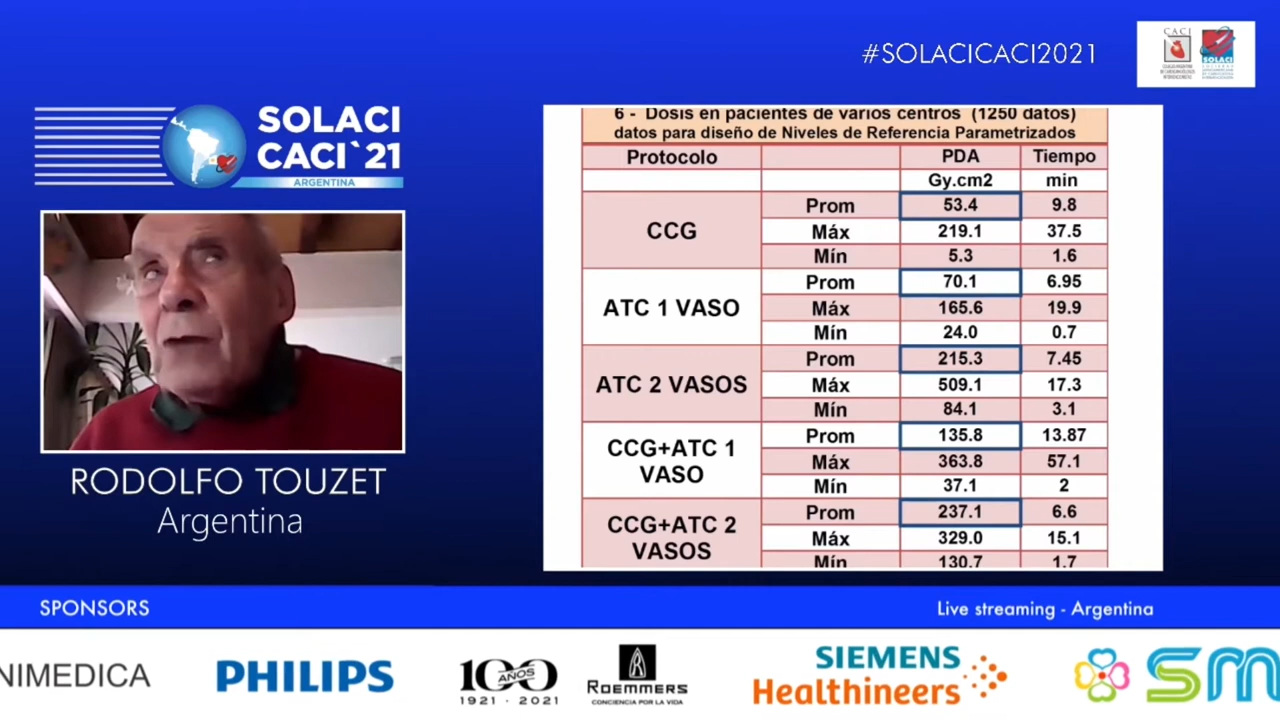 #SOLACICACI2021
CACI
SOLACI
SOLACI
CACI`21
ARGENTINA
RODOLFO TOUZET
Argentina
6 - Dosis en pacientes de varios centros (1250 datos)
datos para diseño de Niveles de Referencia Parametrizados
Protocolo PDA Tiempo
Gy.cm2 min
CCG
Prom 53.4 9.8
Máx 219.1 37.5
Mín 5.3 1.6
ATC 1 VASO
Prom 70.1 6.95
Máx 165.6 19.9
Mín 24.0 0.7
ATC 2 VASOS
Prom 215.3 7.45
Máx 509.1 17.3
Mín 84.1 3.1
CCG+ATC 1
VASO
Prom 135.8 13.87
Máx 363.8 57.1
Mín 37.1 2
CCG+ATC 2
VASOS
Prom 237.1 6.6
Máx 329.0 15.1
Mín 130.7 1.7
SPONSORS
Live streaming - Argentina
NIMEDICA
PHILIPS
100 AÑOS
1921 - 2021
ROEMMERS
CONCIENCIA POR LA VIDA
SIEMENS
Healthineers
sm